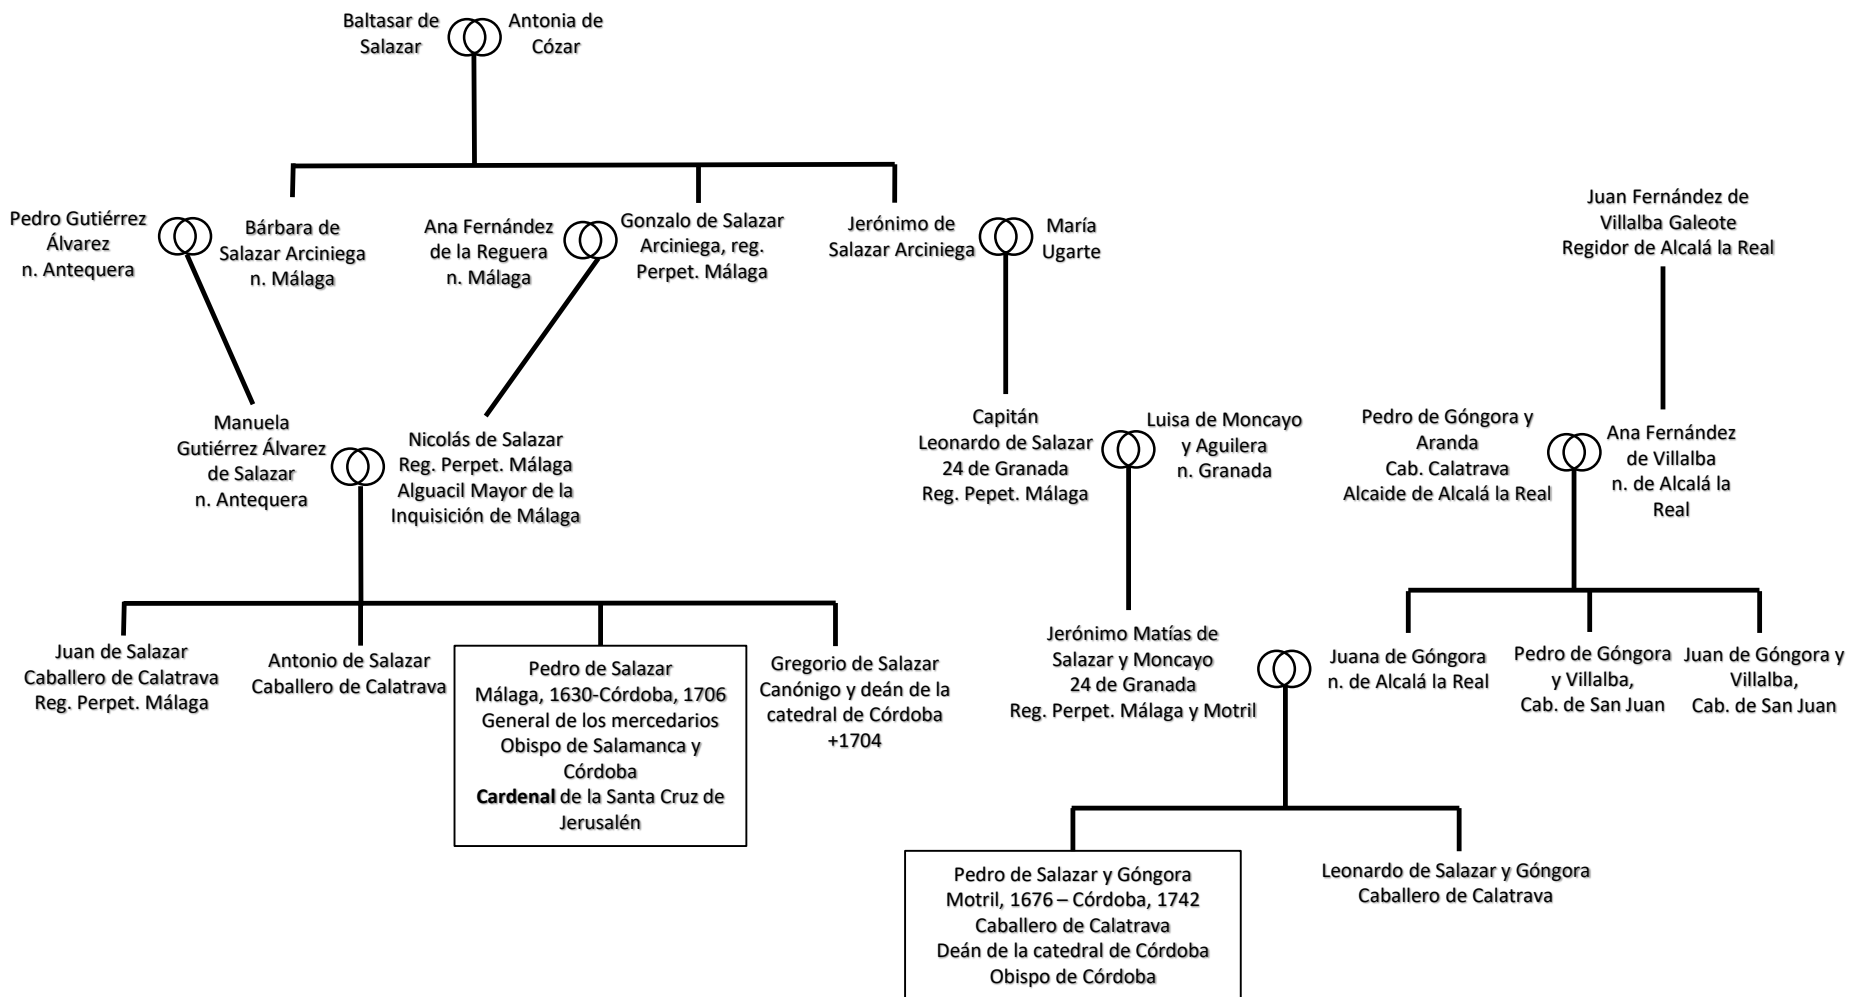 Baltasar de
Salazar
Antonia de
Cózar
Pedro Gutiérrez
Álvarez
n. Antequera
Bárbara de
Salazar Arciniega
n. Málaga
Ana Fernández
de la Reguera
n. Málaga
Gonzalo de Salazar
Arciniega, reg.
Perpet. Málaga
Jerónimo de
Salazar Arciniega
María
Ugarte
Juan Fernández de
Villalba Galeote
Regidor de Alcalá la Real
Manuela
Gutiérrez Álvarez
de Salazar
n. Antequera
Nicolás de Salazar
Reg. Perpet. Málaga
Alguacil Mayor de la
Inquisición de Málaga
Capitán
Leonardo de Salazar
24 de Granada
Reg. Pepet. Málaga
Luisa de Moncayo
y Aguilera
n. Granada
Pedro de Góngora y
Aranda
Cab. Calatrava
Alcaide de Alcalá la Real
Ana Fernández
de Villalba
n. de Alcalá la
Real
Juan de Salazar
Caballero de Calatrava
Reg. Perpet. Málaga
Antonio de Salazar
Caballero de Calatrava
Pedro de Salazar
Málaga, 1630-Córdoba, 1706
General de los mercedarios
Obispo de Salamanca y
Córdoba
Cardenal de la Santa Cruz de
Jerusalén
Gregorio de Salazar
Canónigo y deán de la
catedral de Córdoba
+1704
Jerónimo Matías de
Salazar y Moncayo
24 de Granada
Reg. Perpet. Málaga y Motril
Juana de Góngora
n. de Alcalá la Real
Pedro de Góngora
y Villalba,
Cab. de San Juan
Juan de Góngora y
Villalba,
Cab. de San Juan
Pedro de Salazar y Góngora
Motril, 1676 – Córdoba, 1742
Caballero de Calatrava
Deán de la catedral de Córdoba
Obispo de Córdoba
Leonardo de Salazar y Góngora
Caballero de Calatrava